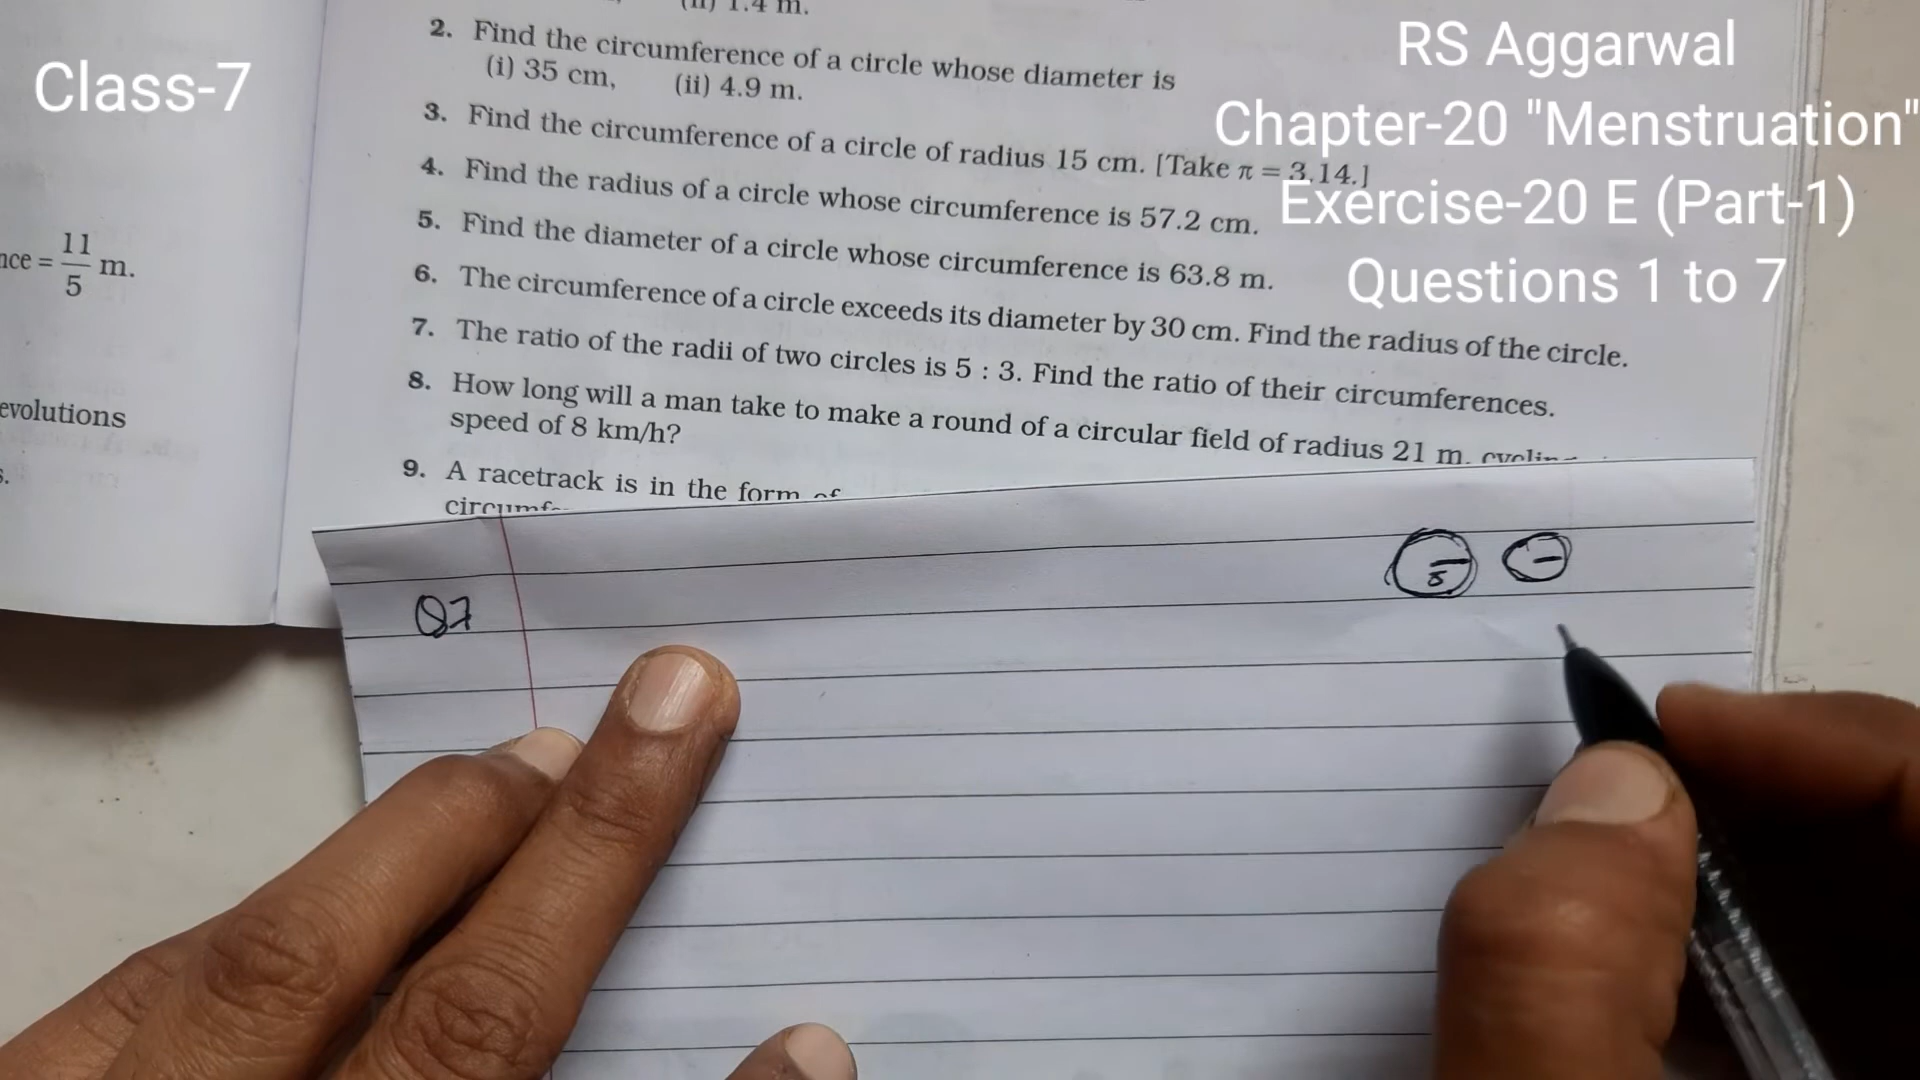 (ii) 1.4 m.
2. Find the circumference of a circle whose diameter is
(i) 35 cm, (ii) 4.9 m.
3. Find the circumference of a circle of radius 15 cm. [Take π = 3.14.]
4. Find the radius of a circle whose circumference is 57.2 cm.
5. Find the diameter of a circle whose circumference is 63.8 m.
6. The circumference of a circle exceeds its diameter by 30 cm. Find the radius of the circle.
7. The ratio of the radii of two circles is 5 : 3. Find the ratio of their circumferences.
8. How long will a man take to make a round of a circular field of radius 21 m,
speed of 8 km/h?
9. A racetrack is in the form of
Class-7
RS Aggarwal
Chapter-20 "Menstruation"
Exercise-20 E (Part-1)
Questions 1 to 7
= 11/5 m.
Q7